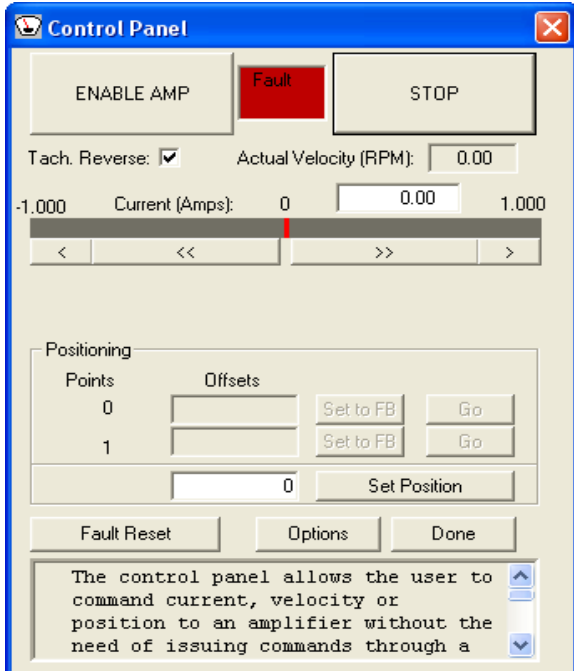 Control Panel
ENABLE AMP Fault STOP
Tach. Reverse: Actual Velocity (RPM): 0.00
-1.000 Current (Amps): 0 0.00 1.000
< << >> >
Positioning
Points Offsets
0 Set to FB Go
1 Set to FB Go
0 Set Position
Fault Reset Options Done
The control panel allows the user to
command current, velocity or
position to an amplifier without the
need of issuing commands through a